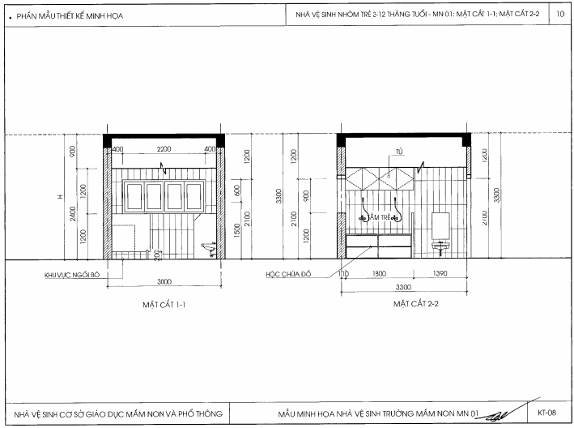 • PHẦN MẪU THIẾT KẾ MINH HỌA
NHÀ VỆ SINH NHÓM TRẺ 3-12 THÁNG TUỔI - MN 01: MẶT CẮT 1-1; MẶT CẮT 2-2
10
400 2200 400
900
H
1200
2400
1200
600
1500
1200
2100
200
KHU VỰC NGỒI BÔ
3000
MẶT CẮT 1-1
3300
1200
2100
900
1200
TỦ
TẮM TRẺ
1200
2100
3300
HỘC CHỨA ĐỒ
110 1800 1390
3300
MẶT CẮT 2-2
NHÀ VỆ SINH CƠ SỞ GIÁO DỤC MẦM NON VÀ PHỔ THÔNG
MẪU MINH HỌA NHÀ VỆ SINH TRƯỜNG MẦM NON MN 01
KT-08